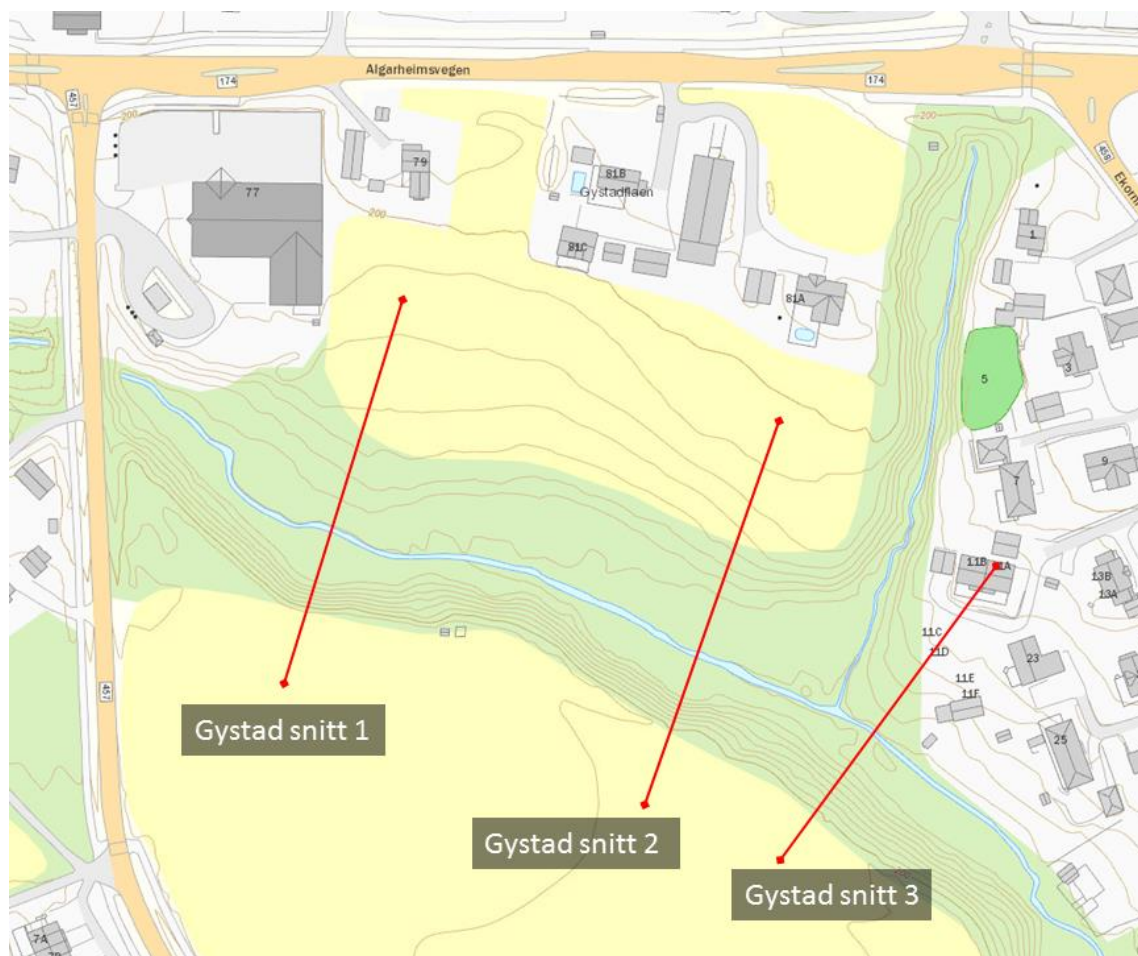 Algarheimsvegen
174
174
457
200
458
Ekorn
79
77
81B
Gystadflaen
200
81C
81A
1
3
5
7
9
11B
11A
13B
13A
11C
11D
23
11E
11F
25
457
Gystad snitt 1
Gystad snitt 2
Gystad snitt 3
200
7A